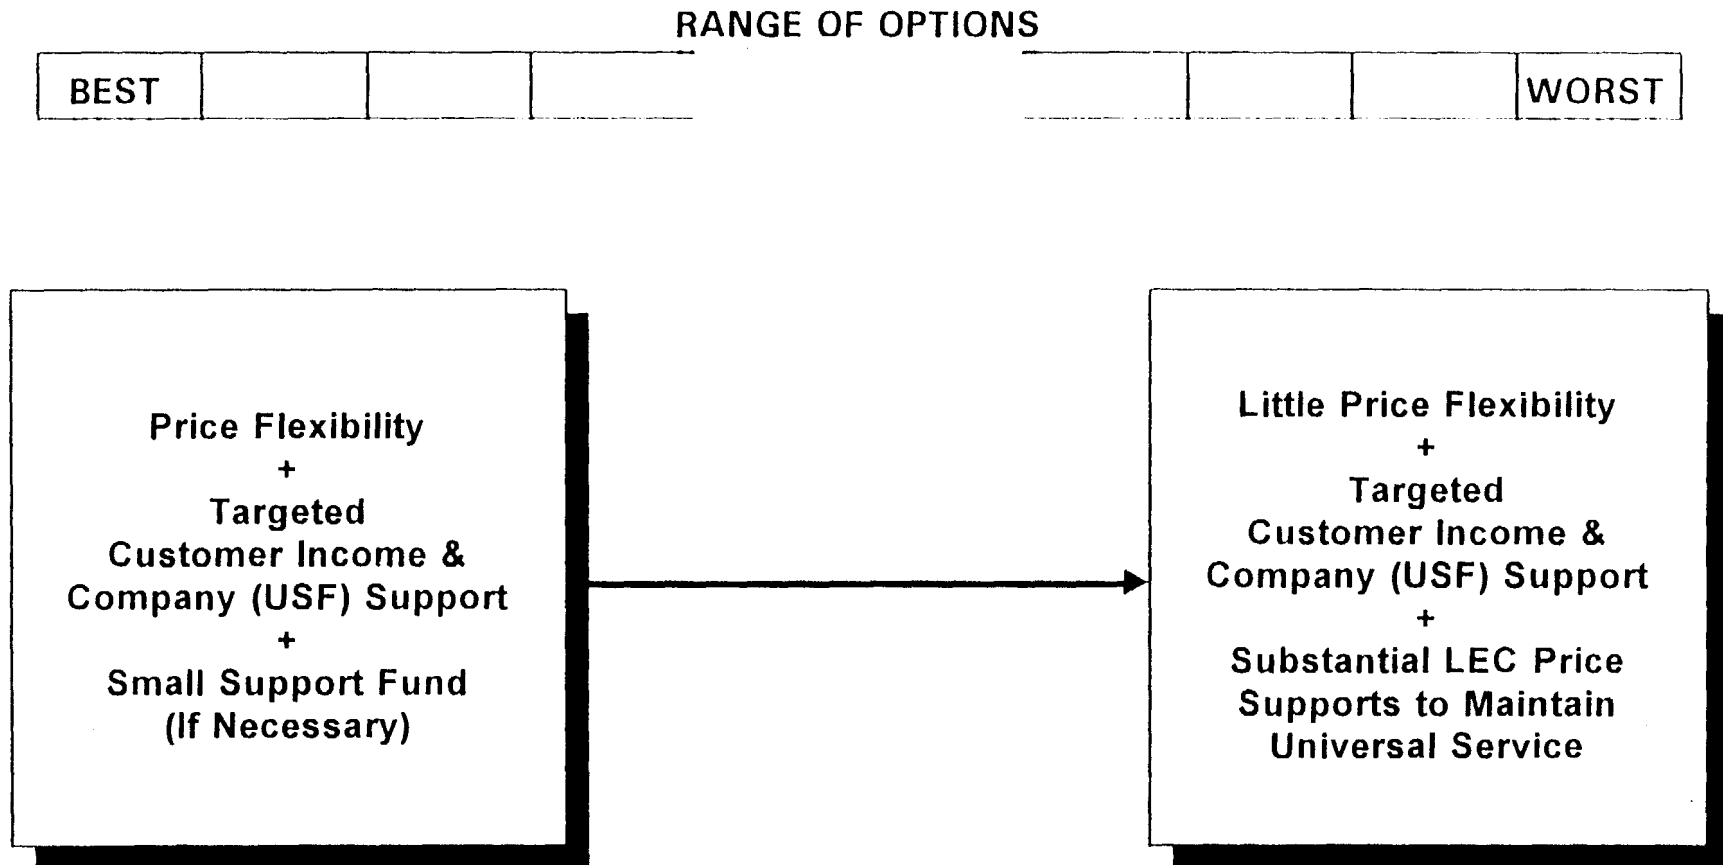 RANGE OF OPTIONS
BEST
WORST
Price Flexibility
+
Targeted
Customer Income &
Company (USF) Support
+
Small Support Fund
(If Necessary)
Little Price Flexibility
+
Targeted
Customer Income &
Company (USF) Support
+
Substantial LEC Price
Supports to Maintain
Universal Service